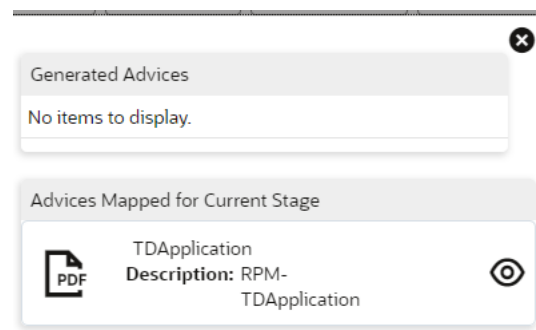 Generated Advices
No items to display.
Advices Mapped for Current Stage
PDF
TDApplication
Description: RPM-
TDApplication